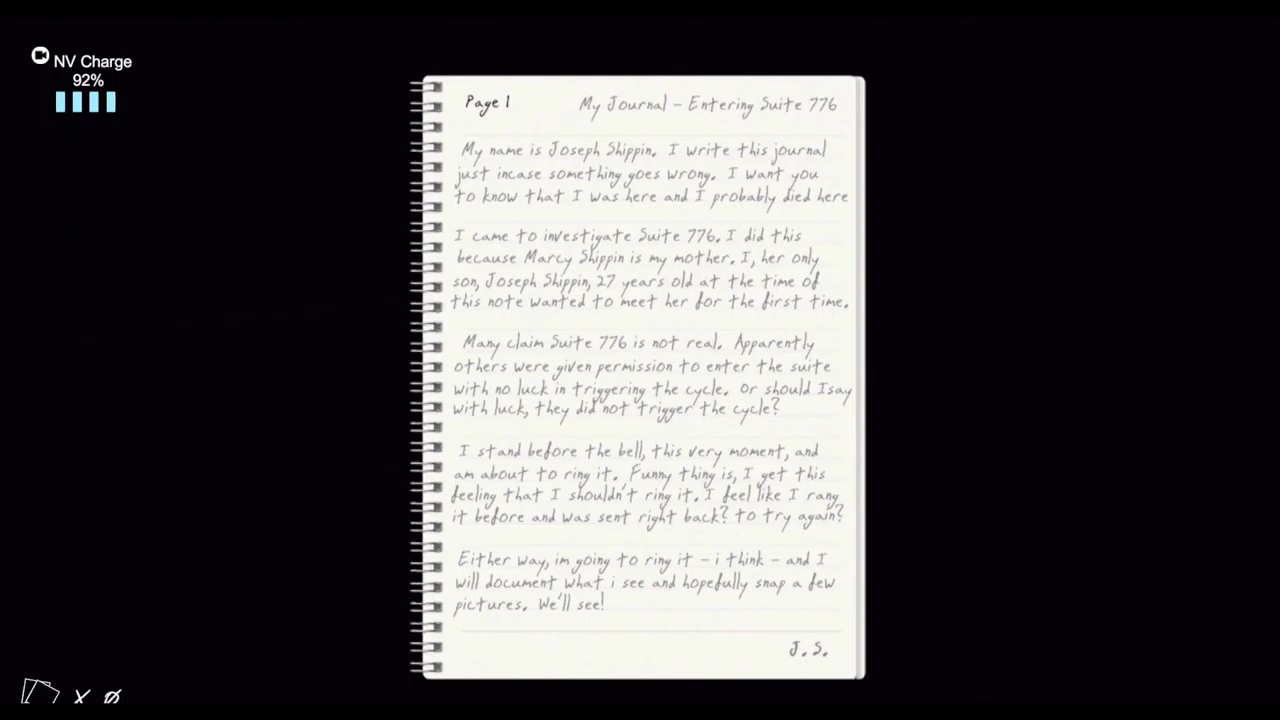 NV Charge
92%
Page 1
My Journal - Entering Suite 776
My name is Joseph Shippin. I write this journal
just incase something goes wrong. I want you
to know that I was here and I probably died here
I came to investigate Suite 776. I did this
because Marcy Shippin is my mother. I, her only
son, Joseph Shippin, 27 years old at the time of
this note wanted to meet her for the first time.
Many claim Suite 776 is not real. Apparently
others were given permission to enter the suite
with no luck in triggering the cycle. Or should I say
with luck, they did not trigger the cycle?
I stand before the bell, this very moment, and
am about to ring it. Funny thing is, I get this
feeling that I shouldn't ring it. I feel like I rang
it before and was sent right back? to try again?
Either way, im going to ring it - i think - and I
will document what i see and hopefully snap a few
pictures. We'll see!
J. S.